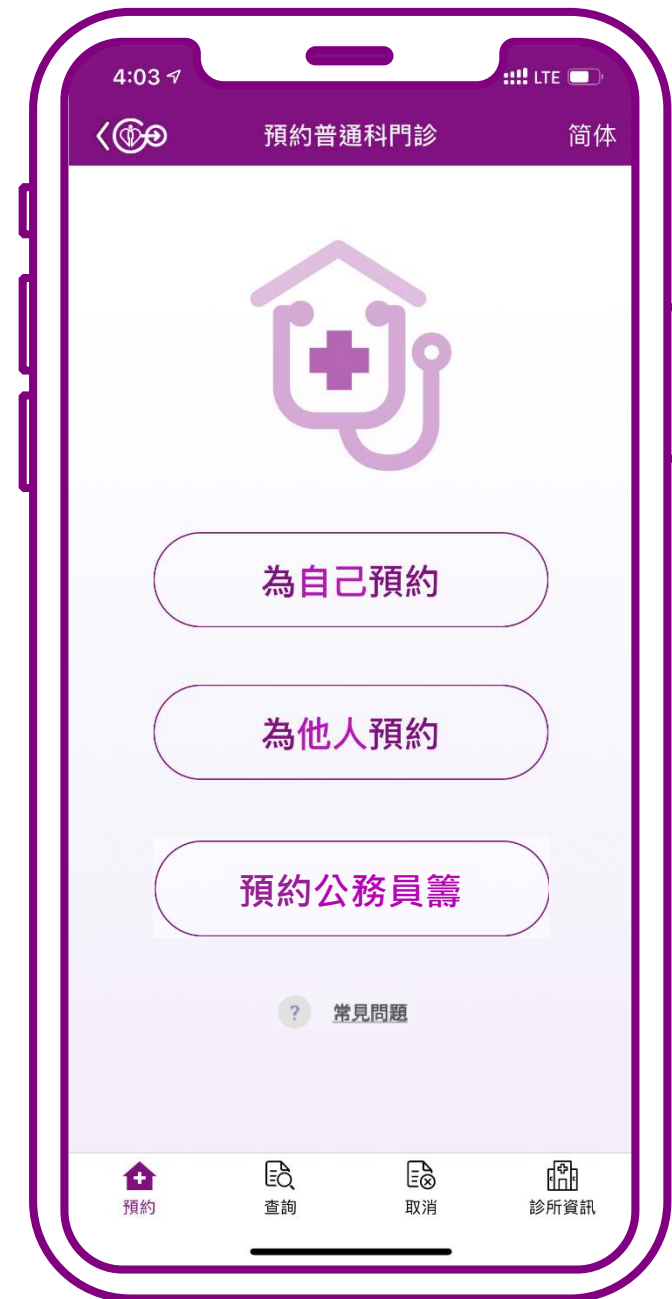 4:03
LTE
預約普通科門診
简体
為自己預約
為他人預約
預約公務員籌
? 常見問題
預約
查詢
取消
診所資訊